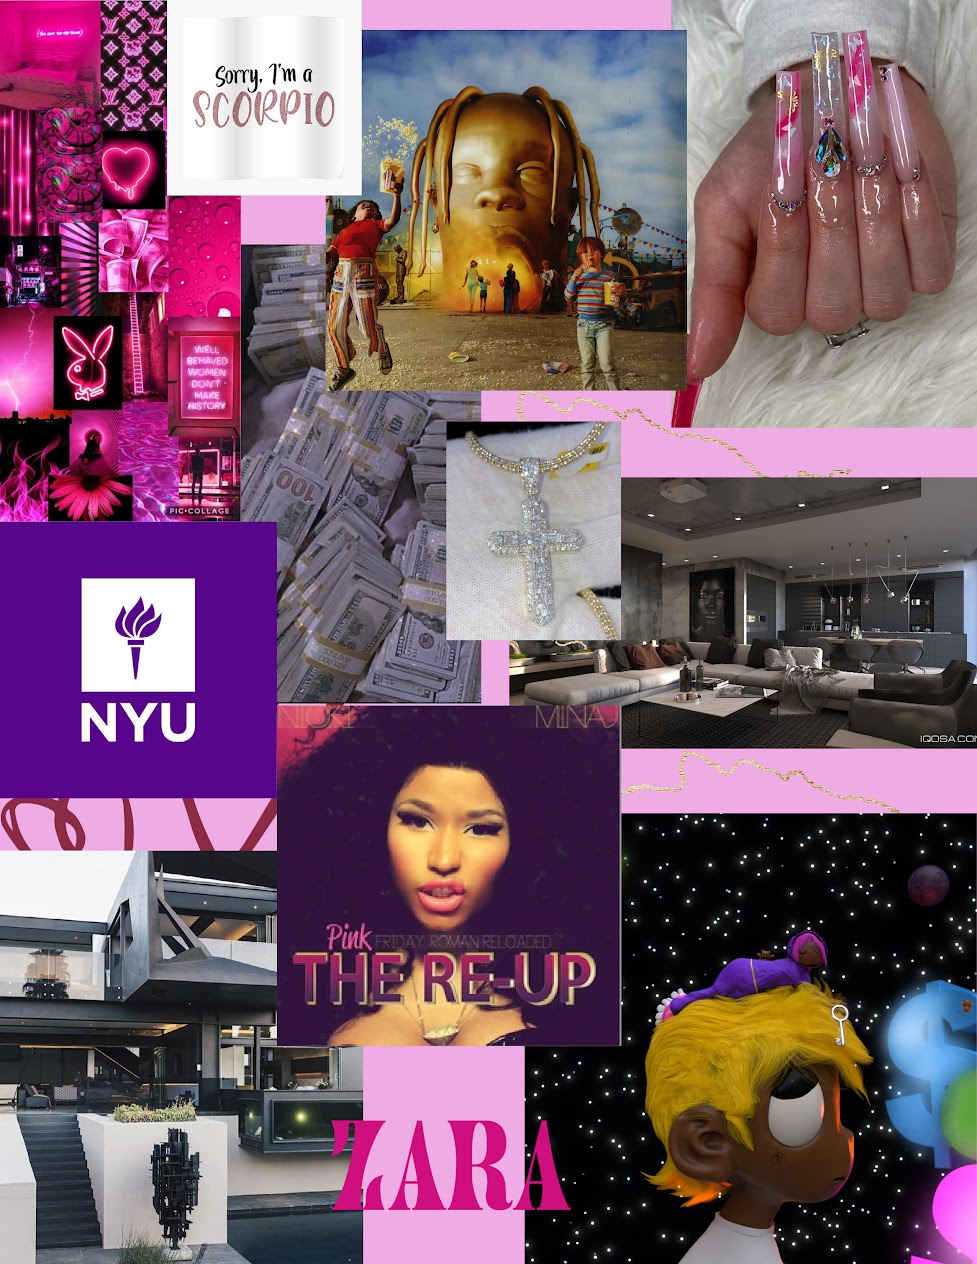 Sorry, I'm a
SCORPIO
WELL
BEHAVED
WOMEN
DON'T
MAKE
HISTORY
PIC•COLLAGE
100
NYU
IQOSA.CO
NICKI MINAJ
Pink FRIDAY ROMAN RELOADED
THE RE-UP
$
ZARA